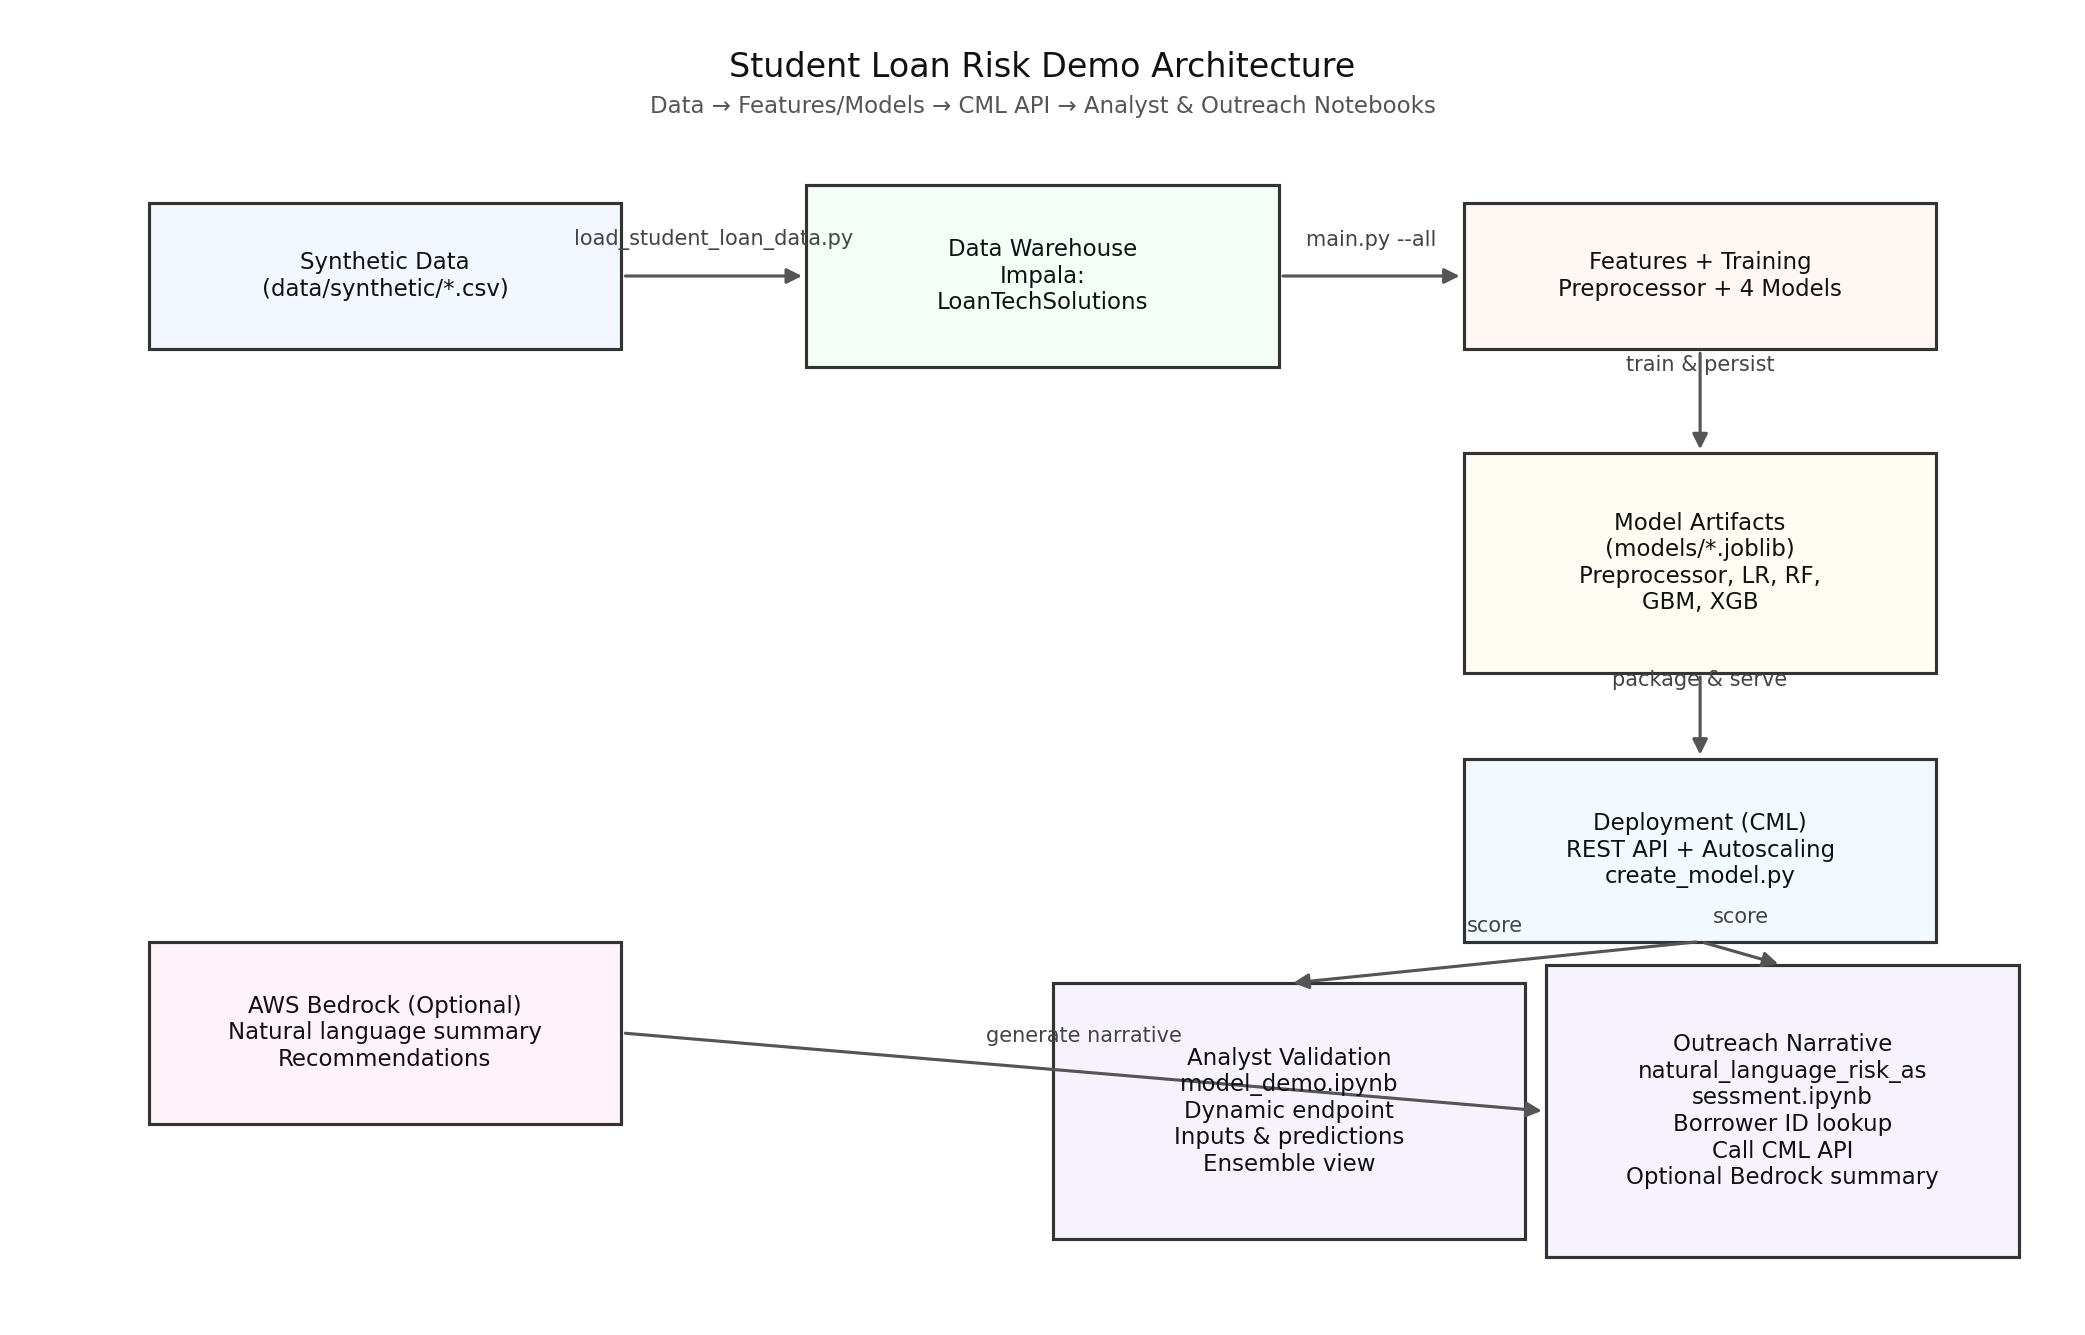 Student Loan Risk Demo Architecture
Data → Features/Models → CML API → Analyst & Outreach Notebooks
Synthetic Data
(data/synthetic/*.csv)
load_student_loan_data.py
Data Warehouse
Impala:
LoanTechSolutions
main.py --all
Features + Training
Preprocessor + 4 Models
train & persist
Model Artifacts
(models/*.joblib)
Preprocessor, LR, RF,
GBM, XGB
package & serve
Deployment (CML)
REST API + Autoscaling
create_model.py
score
score
AWS Bedrock (Optional)
Natural language summary
Recommendations
generate narrative
Analyst Validation
model_demo.ipynb
Dynamic endpoint
Inputs & predictions
Ensemble view
Outreach Narrative
natural_language_risk_as
sessment.ipynb
Borrower ID lookup
Call CML API
Optional Bedrock summary